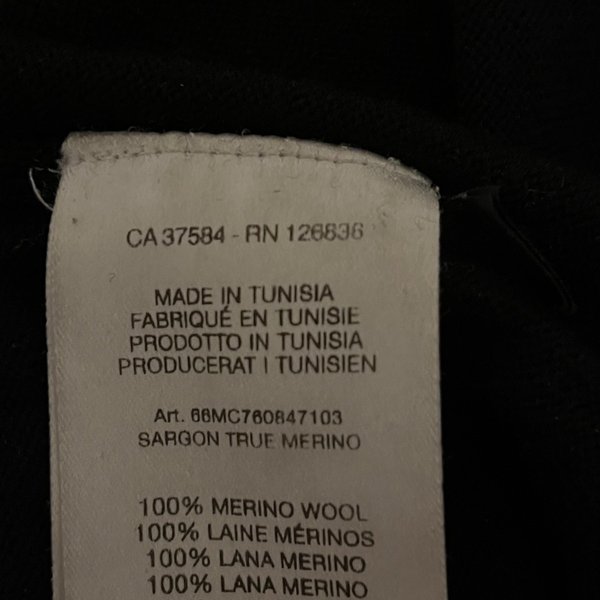 CA 37584 - RN 126836
MADE IN TUNISIA
FABRIQUÉ EN TUNISIE
PRODOTTO IN TUNISIA
PRODUCERAT I TUNISIEN
Art. 66MC760847103
SARGON TRUE MERINO
100% MERINO WOOL
100% LAINE MÉRINOS
100% LANA MERINO
100% LANA MERINO